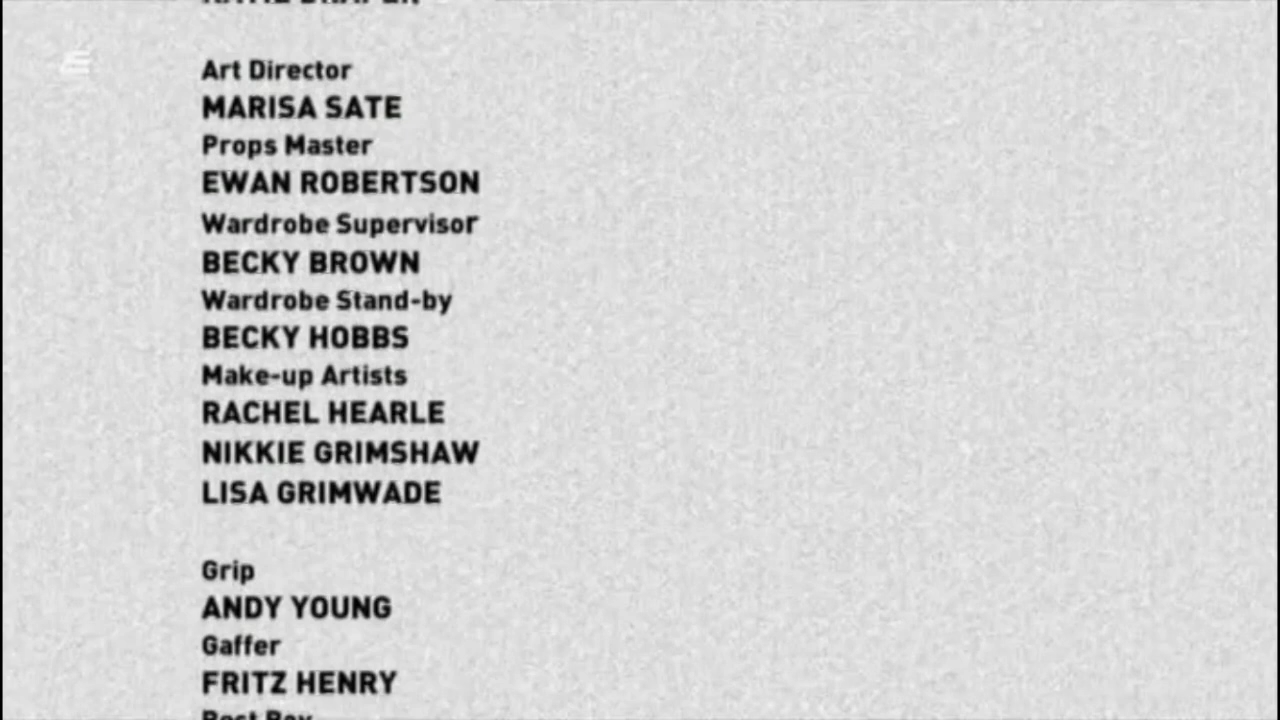 Art Director
MARISA SATE
Props Master
EWAN ROBERTSON
Wardrobe Supervisor
BECKY BROWN
Wardrobe Stand-by
BECKY HOBBS
Make-up Artists
RACHEL HEARLE
NIKKIE GRIMSHAW
LISA GRIMWADE
Grip
ANDY YOUNG
Gaffer
FRITZ HENRY